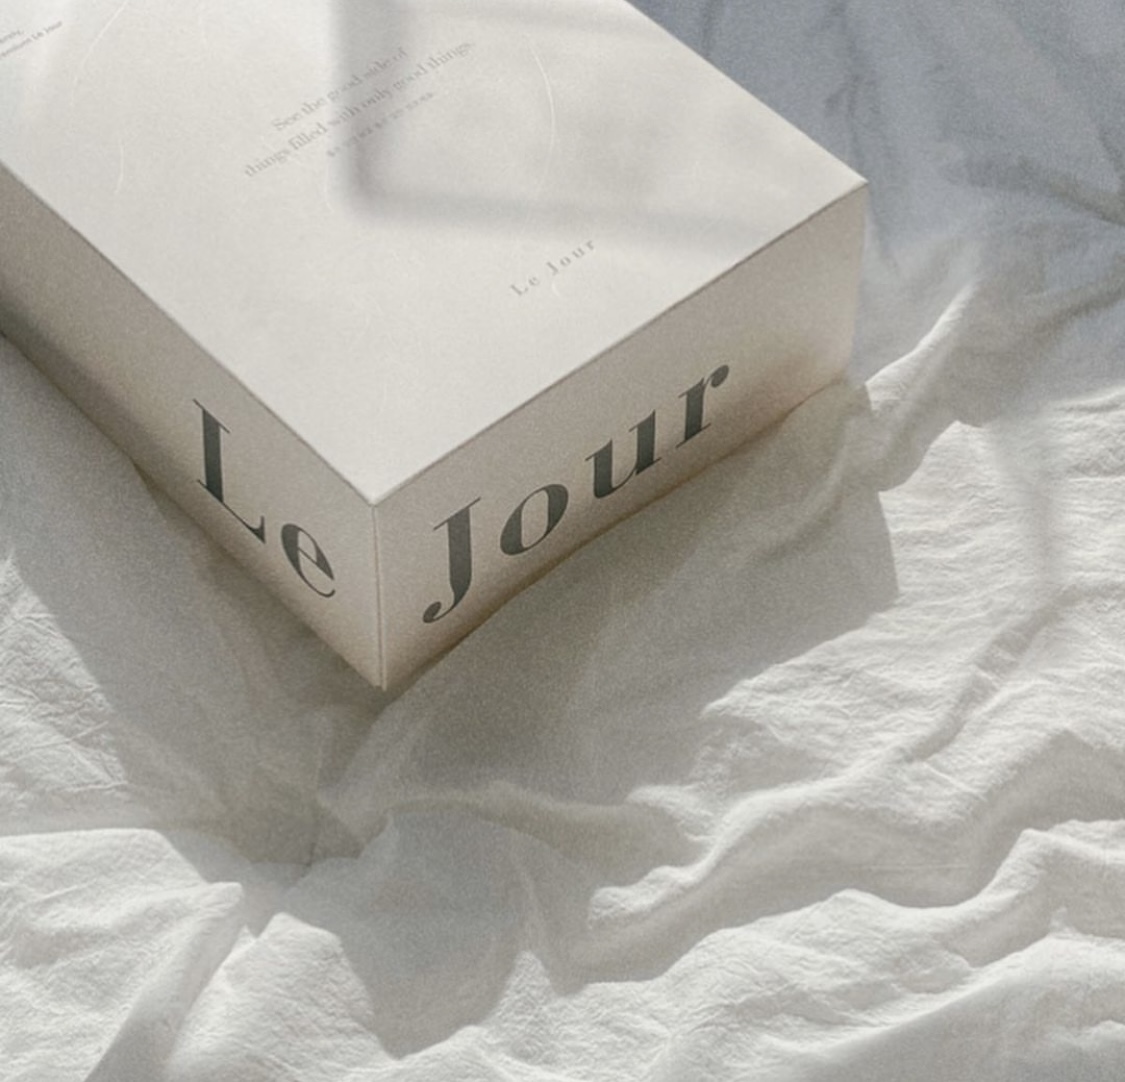 See the good side of
things filled with only good things.
Le Jour
Le
Jour